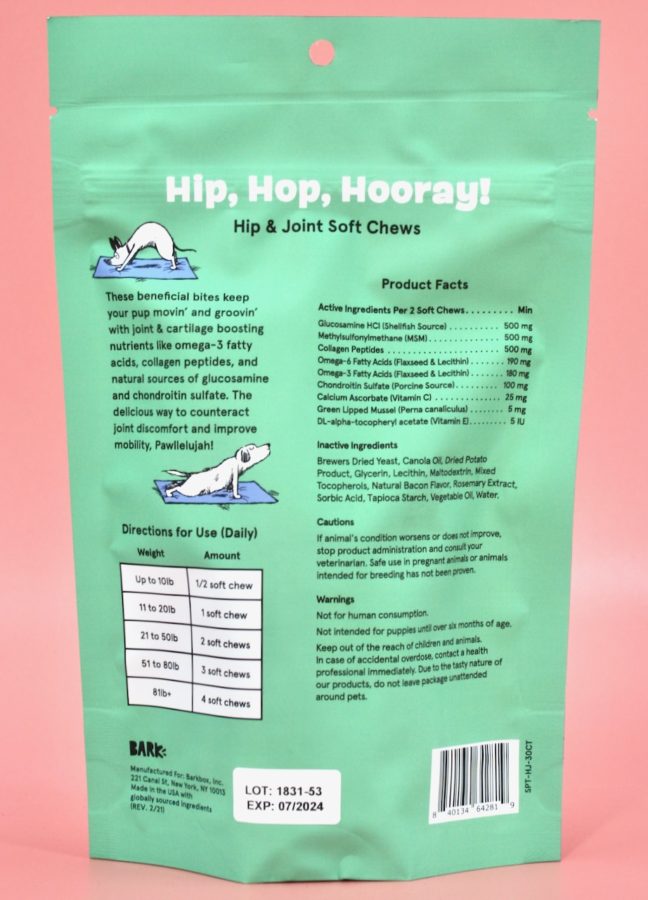 Hip, Hop, Hooray!
Hip & Joint Soft Chews
These beneficial bites keep
your pup movin' and groovin'
with joint & cartilage boosting
nutrients like omega-3 fatty
acids, collagen peptides, and
natural sources of glucosamine
and chondroitin sulfate. The
delicious way to counteract
joint discomfort and improve
mobility, Pawllelujah!
Directions for Use (Daily)
Weight Amount
Up to 10lb 1/2 soft chew
11 to 20lb 1 soft chew
21 to 50lb 2 soft chews
51 to 80lb 3 soft chews
81lb+ 4 soft chews
BARK:
Manufactured For: Barkbox, Inc.
221 Canal St, New York, NY 10013
Made in the USA with
globally sourced ingredients
(REV. 2/21)
LOT: 1831-53
EXP: 07/2024
Product Facts
Active Ingredients Per 2 Soft Chews......... Min
Glucosamine HCl (Shellfish Source) ............ 500 mg
Methylsulfonylmethane (MSM) ................ 500 mg
Collagen Peptides ........................ 500 mg
Omega-6 Fatty Acids (Flaxseed & Lecithin) ....... 190 mg
Omega-3 Fatty Acids (Flaxseed & Lecithin) ....... 180 mg
Chondroitin Sulfate (Porcine Source) ........... 100 mg
Calcium Ascorbate (Vitamin C) ............... 25 mg
Green Lipped Mussel (Perna canaliculus) ....... 5 mg
DL-alpha-tocopheryl acetate (Vitamin E)....... 5 IU
Inactive Ingredients
Brewers Dried Yeast, Canola Oil, Dried Potato
Product, Glycerin, Lecithin, Maltodextrin, Mixed
Tocopherols, Natural Bacon Flavor, Rosemary Extract,
Sorbic Acid, Tapioca Starch, Vegetable Oil, Water.
Cautions
If animal's condition worsens or does not improve,
stop product administration and consult your
veterinarian. Safe use in pregnant animals or animals
intended for breeding has not been proven.
Warnings
Not for human consumption.
Not intended for puppies until over six months of age.
Keep out of the reach of children and animals.
In case of accidental overdose, contact a health
professional immediately. Due to the tasty nature of
our products, do not leave package unattended
around pets.
8 40134 64281 9
SPT-HJ-30CT